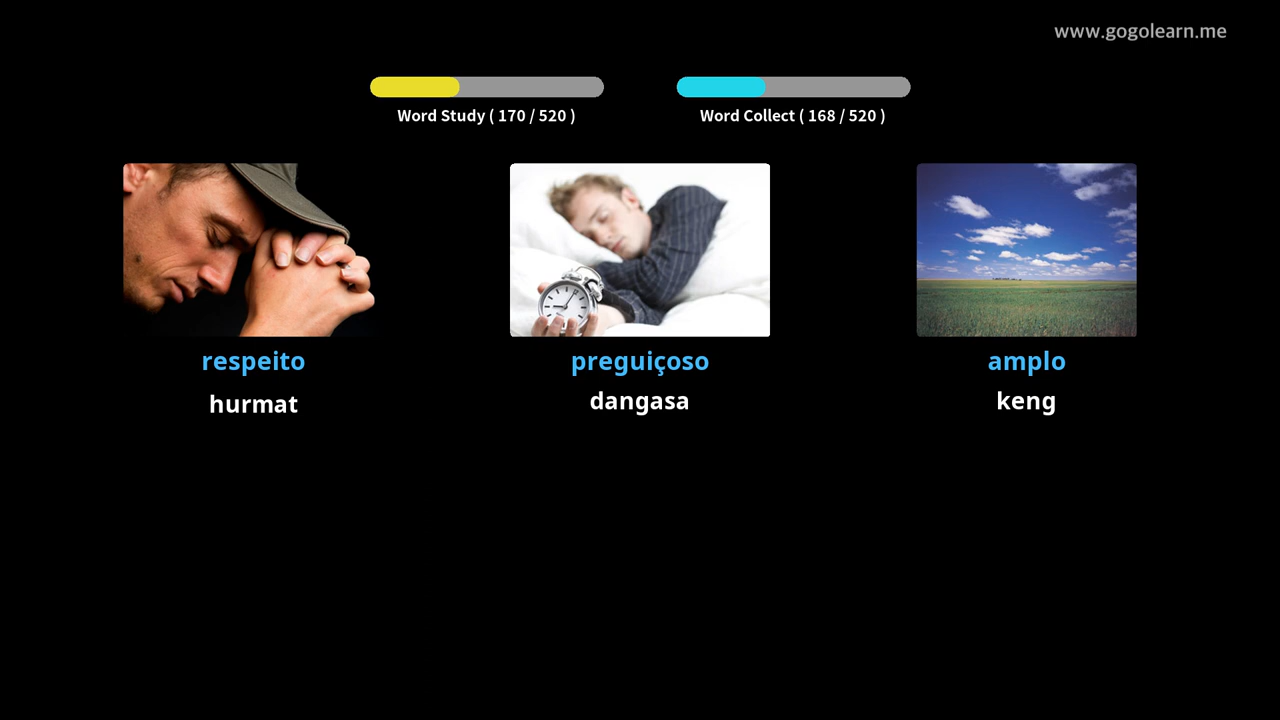 www.gogolearn.me
Word Study ( 170 / 520 )
Word Collect ( 168 / 520 )
respeito
hurmat
preguiçoso
dangasa
amplo
keng